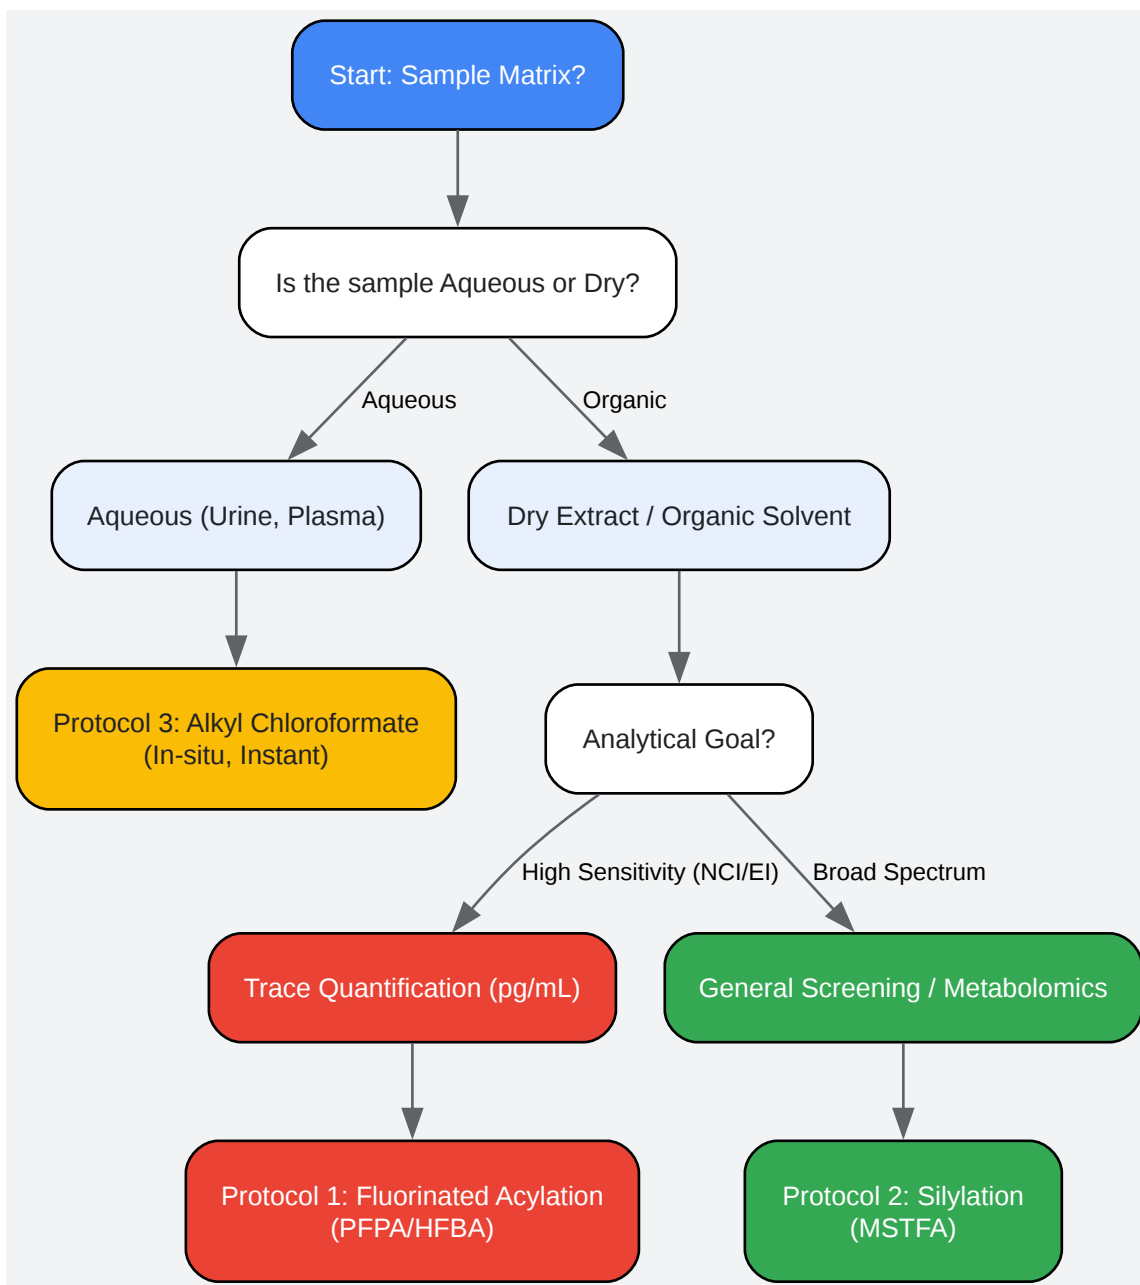 Start: Sample Matrix?
Is the sample Aqueous or Dry?
Aqueous
Organic
Aqueous (Urine, Plasma)
Dry Extract / Organic Solvent
Protocol 3: Alkyl Chloroformate
(In-situ, Instant)
Analytical Goal?
High Sensitivity (NCI/EI)
Broad Spectrum
Trace Quantification (pg/mL)
General Screening / Metabolomics
Protocol 1: Fluorinated Acylation
(PFPA/HFBA)
Protocol 2: Silylation
(MSTFA)